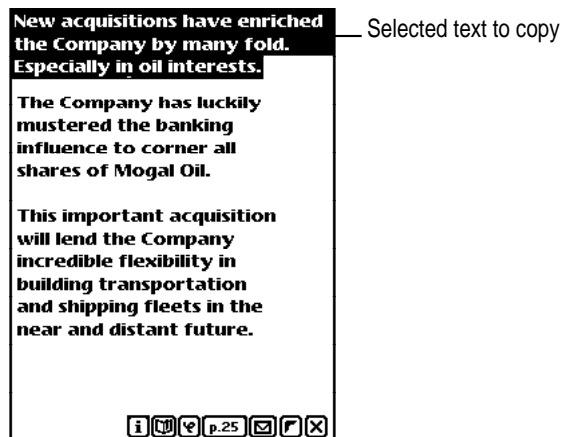 New acquisitions have enriched
the Company by many fold.
Especially in oil interests.
Selected text to copy
The Company has luckily
mustered the banking
influence to corner all
shares of Mogal Oil.
This important acquisition
will lend the Company
incredible flexibility in
building transportation
and shipping fleets in the
near and distant future.
i
p.25